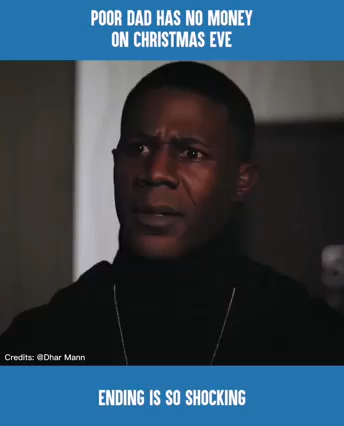 POOR DAD HAS NO MONEY
ON CHRISTMAS EVE
Credits: @Dhar Mann
ENDING IS SO SHOCKING